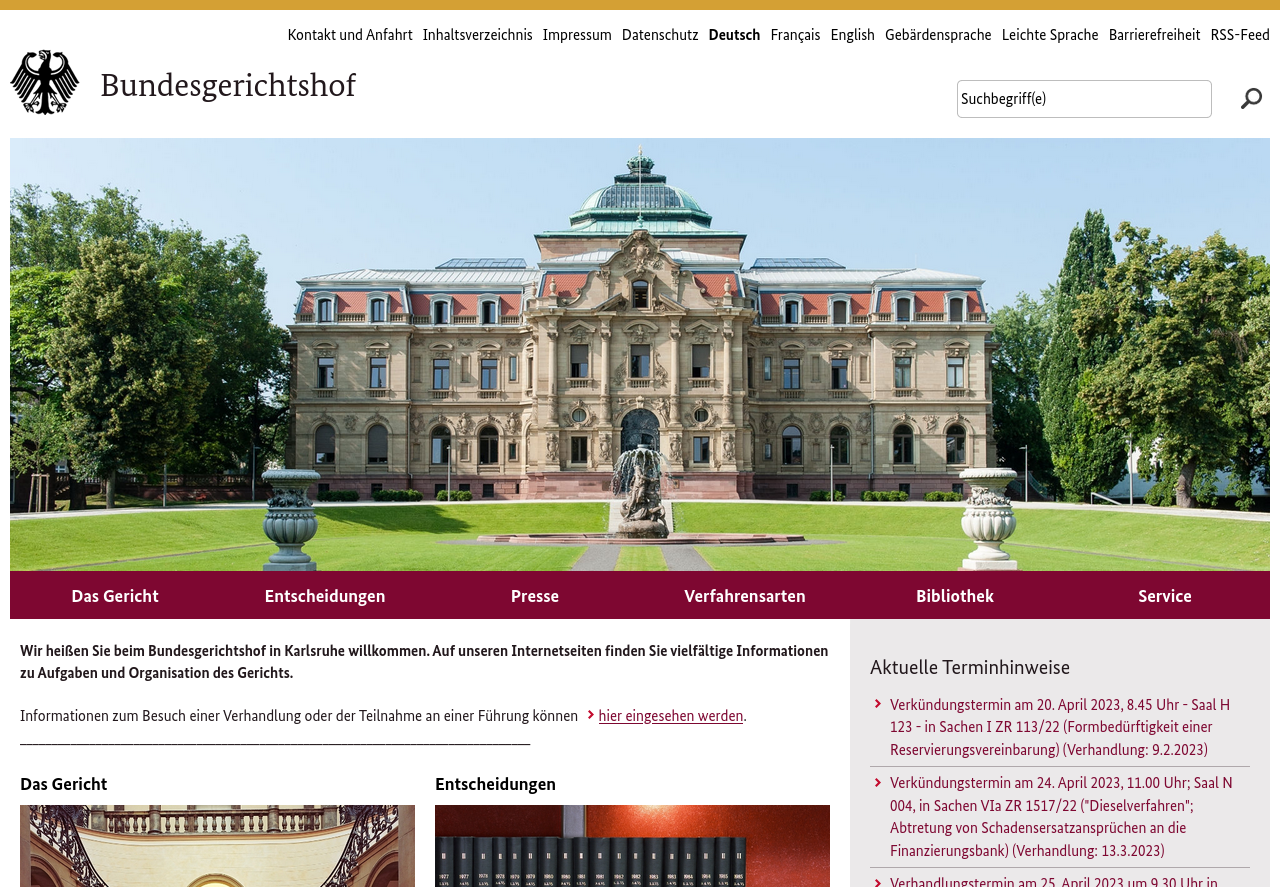 Kontakt und Anfahrt Inhaltsverzeichnis Impressum Datenschutz Deutsch Français English Gebärdensprache Leichte Sprache Barrierefreiheit RSS-Feed
Bundesgerichtshof
Suchbegriff(e)
Das Gericht Entscheidungen Presse Verfahrensarten Bibliothek Service
Wir heißen Sie beim Bundesgerichtshof in Karlsruhe willkommen. Auf unseren Internetseiten finden Sie vielfältige Informationen
zu Aufgaben und Organisation des Gerichts.
Informationen zum Besuch einer Verhandlung oder der Teilnahme an einer Führung können hier eingesehen werden.
Das Gericht
Entscheidungen
Aktuelle Terminhinweise
Verkündungstermin am 20. April 2023, 8.45 Uhr - Saal H
123 - in Sachen I ZR 113/22 (Formbedürftigkeit einer
Reservierungsvereinbarung) (Verhandlung: 9.2.2023)
Verkündungstermin am 24. April 2023, 11.00 Uhr; Saal N
004, in Sachen VIa ZR 1517/22 ("Dieselverfahren";
Abtretung von Schadensersatzansprüchen an die
Finanzierungsbank) (Verhandlung: 13.3.2023)
Verhandlungstermin am 25. April 2023 um 9.30 Uhr in